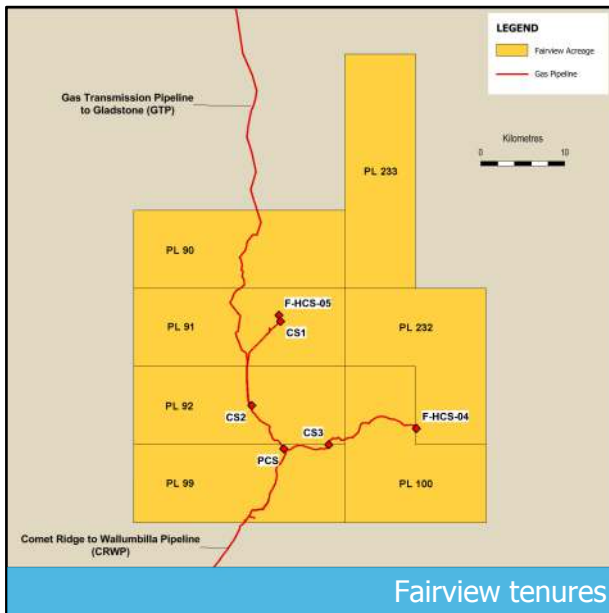 LEGEND
Fairview Acreage
Gas Pipeline
Gas Transmission Pipeline
to Gladstone (GTP)
Kilometres
0 10
PL 233
PL 90
F-HCS-05
PL 91
CS1
PL 232
PL 92
CS2
CS3
F-HCS-04
PCS
PL 99
PL 100
Comet Ridge to Wallumbilla Pipeline
(CRWP)
Fairview tenures